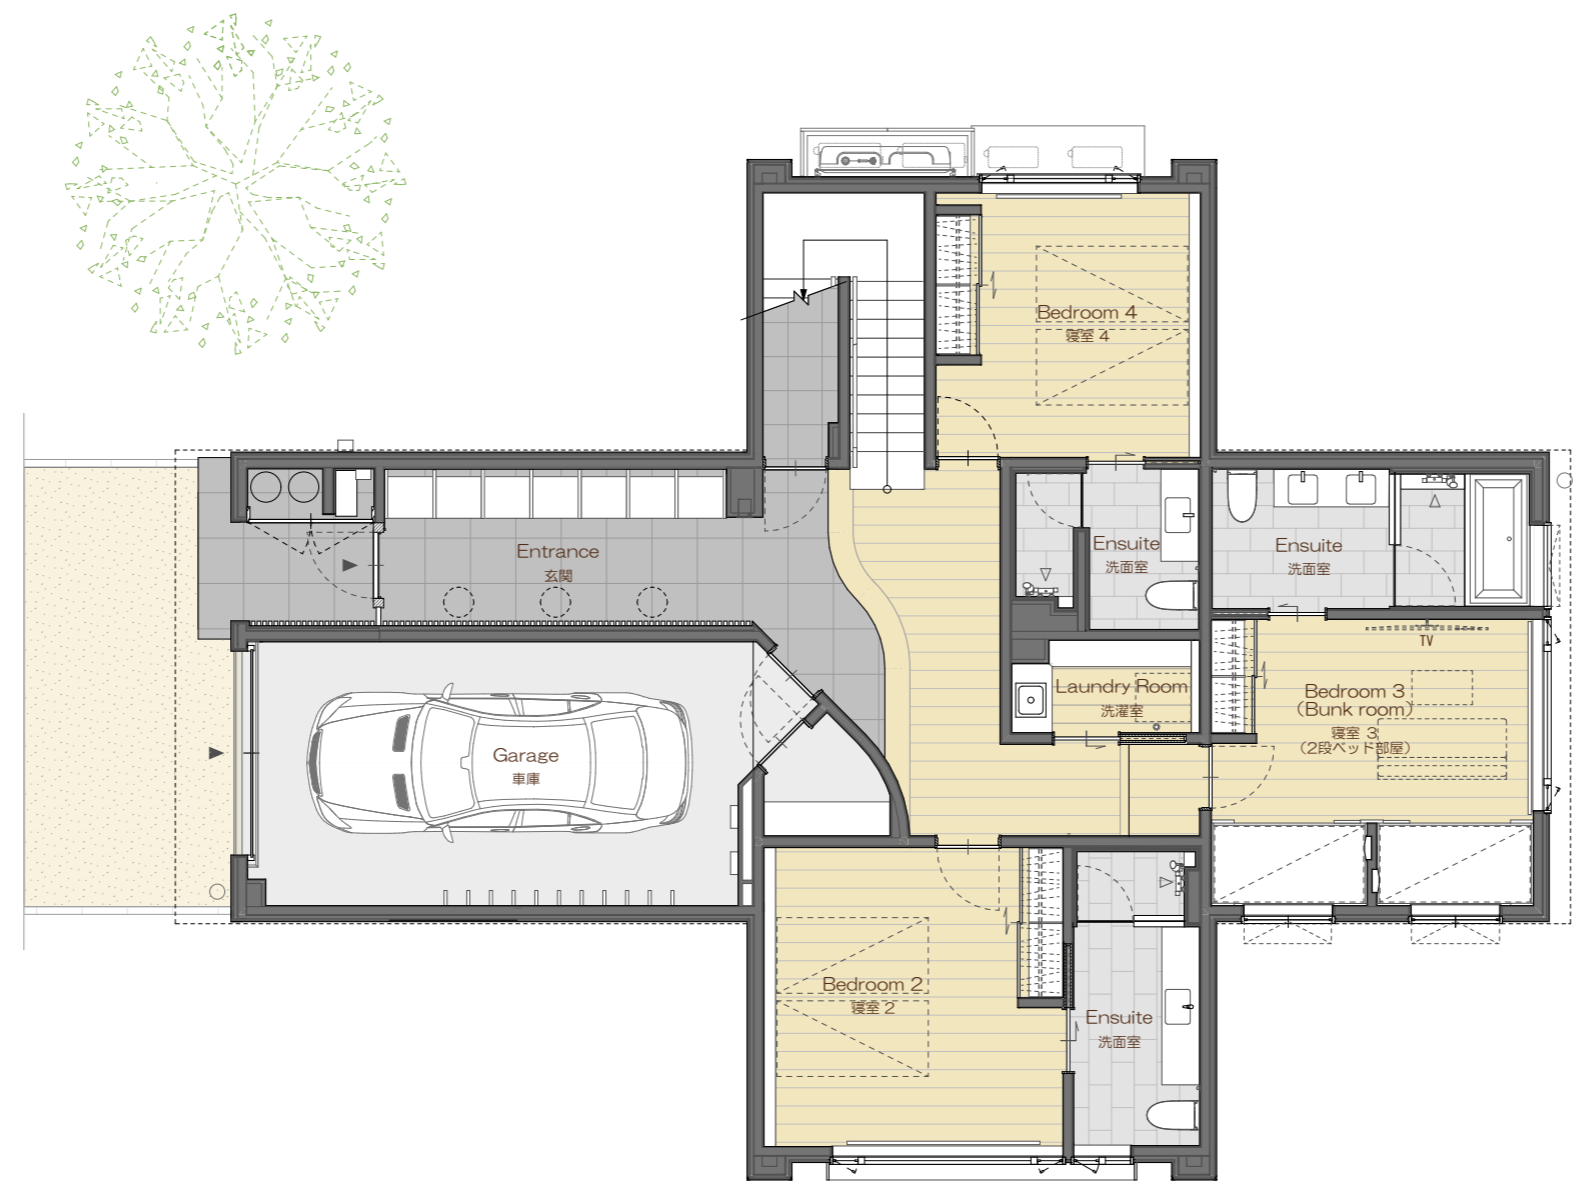 Bedroom 4
寝室 4
Entrance
玄関
Ensuite
洗面室
Ensuite
洗面室
TV
Laundry Room
洗濯室
Bedroom 3
(Bunk room)
寝室 3
(2段ベッド部屋)
Garage
車庫
Bedroom 2
寝室 2
Ensuite
洗面室